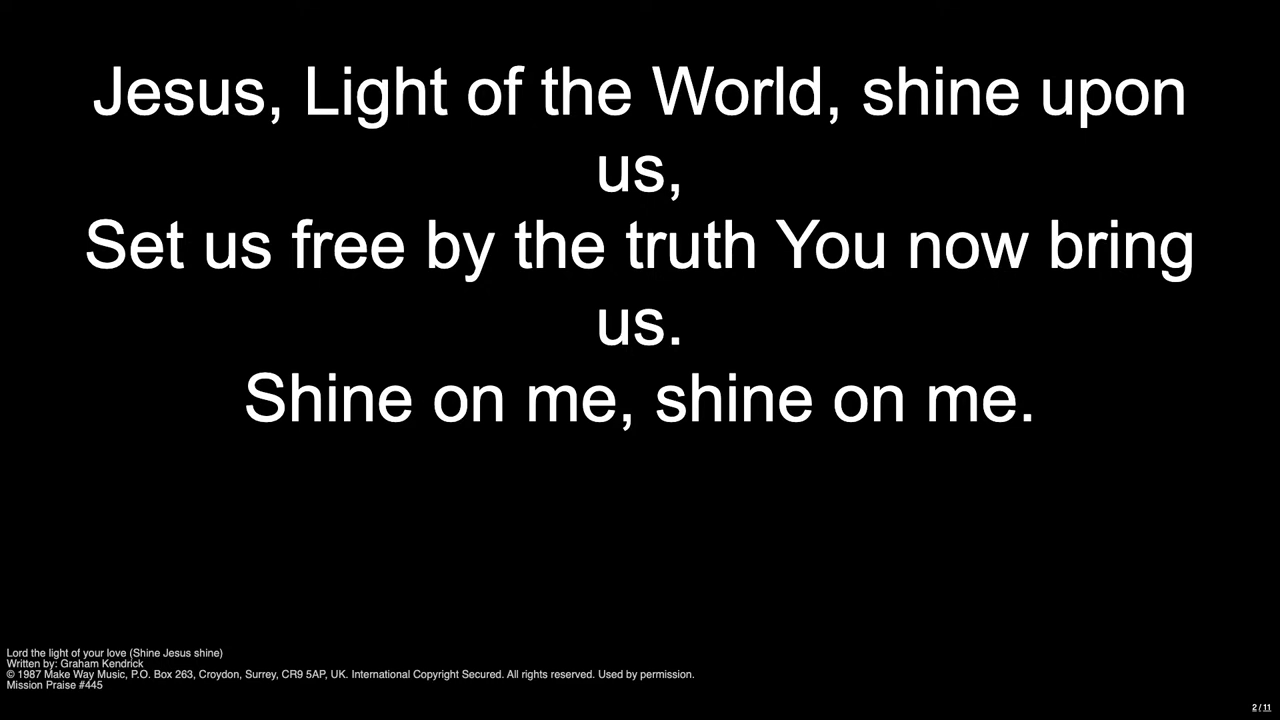 Jesus, Light of the World, shine upon
us,
Set us free by the truth You now bring
us.
Shine on me, shine on me.
Lord the light of your love (Shine Jesus shine)
Written by: Graham Kendrick
© 1987 Make Way Music, P.O. Box 263, Croydon, Surrey, CR9 5AP, UK. International Copyright Secured. All rights reserved. Used by permission.
Mission Praise #445
2 / 11